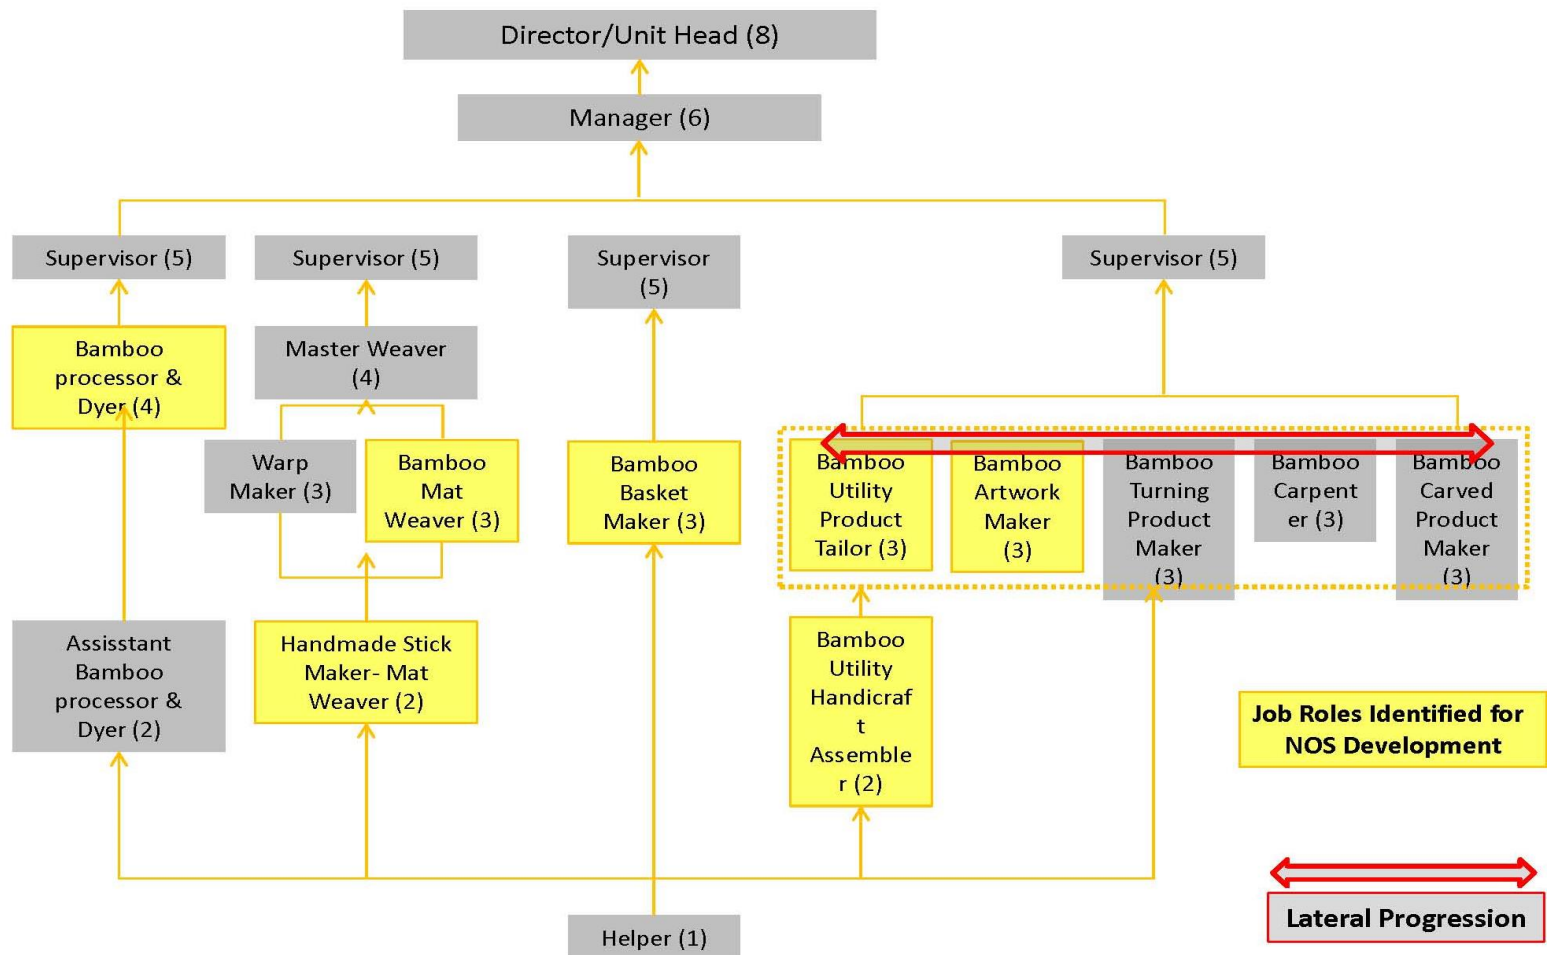 Director/Unit Head (8)
Manager (6)
Supervisor (5)
Supervisor (5)
Supervisor
(5)
Supervisor (5)
Bamboo
processor &
Dyer (4)
Master Weaver
(4)
Warp
Maker (3)
Bamboo
Mat
Weaver (3)
Bamboo
Basket
Maker (3)
Bamboo
Utility
Product
Tailor (3)
Bamboo
Artwork
Maker
(3)
Bamboo
Turning
Product
Maker
(3)
Bamboo
Carpent
er (3)
Bamboo
Carved
Product
Maker
(3)
Assisstant
Bamboo
processor &
Dyer (2)
Handmade Stick
Maker- Mat
Weaver (2)
Bamboo
Utility
Handicraf
t
Assemble
r (2)
Job Roles Identified for
NOS Development
Lateral Progression
Helper (1)